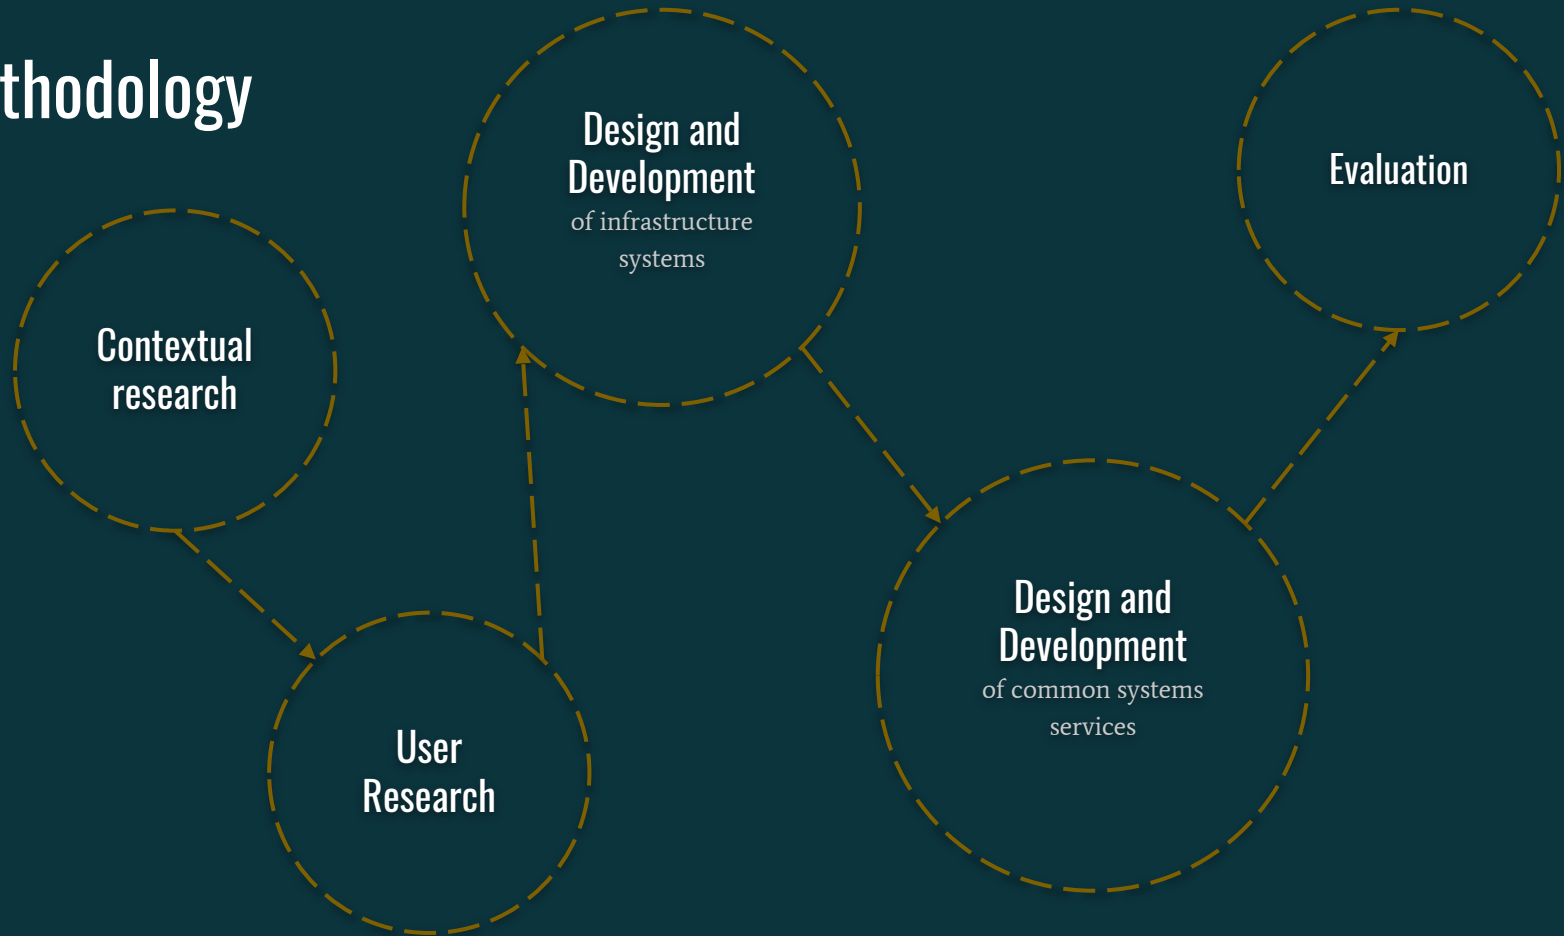 thodology
Contextual
research
User
Research
Design and
Development
of infrastructure
systems
Design and
Development
of common systems
services
Evaluation